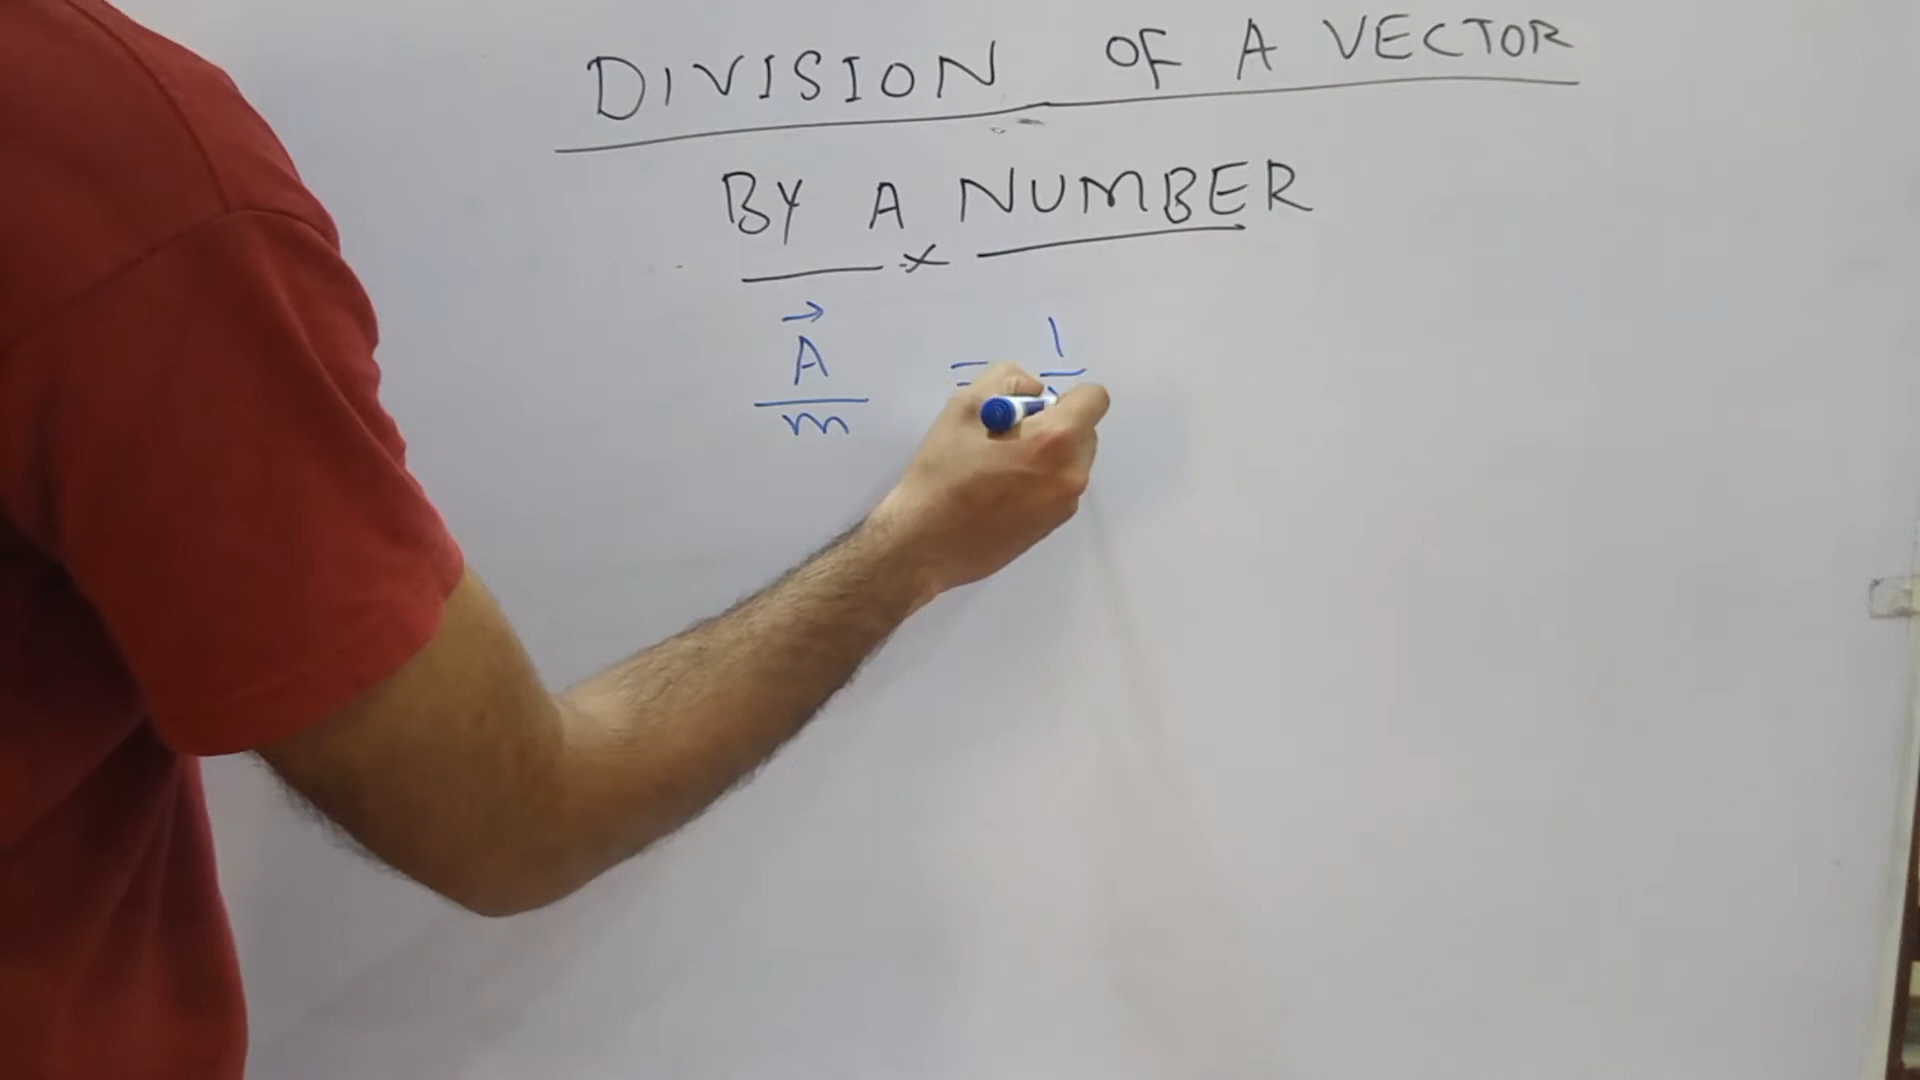 DIVISION OF A VECTOR
BY A NUMBER
x
→
A/m = 1/